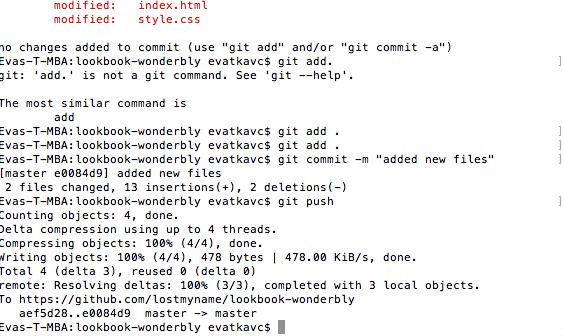 modified:   index.html
modified:   style.css
no changes added to commit (use "git add" and/or "git commit -a")
Evas-T-MBA:lookbook-wonderbly evatkavc$ git add.
git: 'add.' is not a git command. See 'git --help'.
The most similar command is
add
Evas-T-MBA:lookbook-wonderbly evatkavc$ git add .
Evas-T-MBA:lookbook-wonderbly evatkavc$ git add .
Evas-T-MBA:lookbook-wonderbly evatkavc$ git commit -m "added new files"
[master e0084d9] added new files
2 files changed, 13 insertions(+), 2 deletions(-)
Evas-T-MBA:lookbook-wonderbly evatkavc$ git push
Counting objects: 4, done.
Delta compression using up to 4 threads.
Compressing objects: 100% (4/4), done.
Writing objects: 100% (4/4), 478 bytes | 478.00 KiB/s, done.
Total 4 (delta 3), reused 0 (delta 0)
remote: Resolving deltas: 100% (3/3), completed with 3 local objects.
To https://github.com/lostmyname/lookbook-wonderbly
aef5d28..e0084d9  master -> master
Evas-T-MBA:lookbook-wonderbly evatkavc$